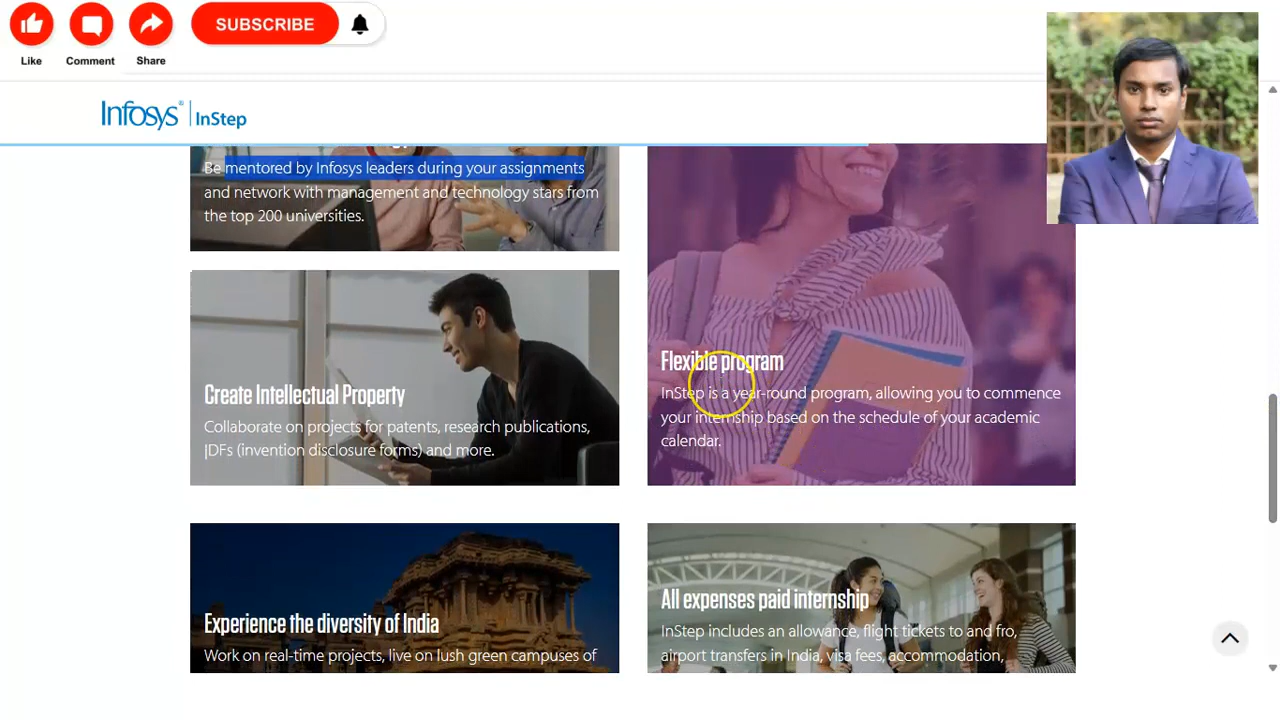 SUBSCRIBE
Like
Comment
Share
Infosys® | InStep
Be mentored by Infosys leaders during your assignments
and network with management and technology stars from
the top 200 universities.
Create Intellectual Property
Collaborate on projects for patents, research publications,
IDFs (invention disclosure forms) and more.
Flexible program
InStep is a year-round program, allowing you to commence
your internship based on the schedule of your academic
calendar.
Experience the diversity of India
Work on real-time projects, live on lush green campuses of
All expenses paid internship
InStep includes an allowance, flight tickets to and fro,
airport transfers in India, visa fees, accommodation,